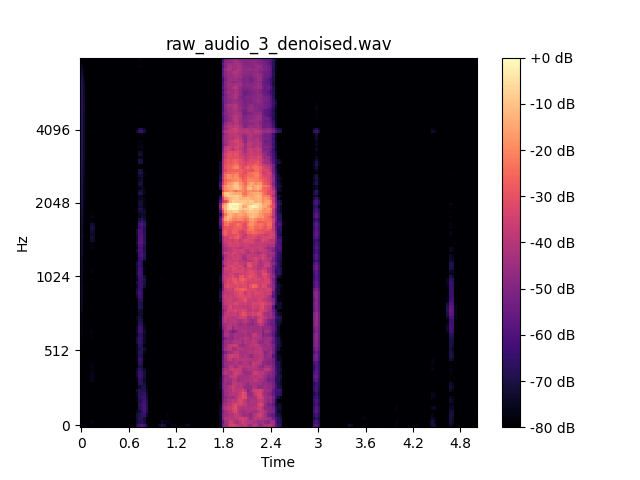 raw_audio_3_denoised.wav
Hz
4096
2048
1024
512
0
0 0.6 1.2 1.8 2.4 3 3.6 4.2 4.8
Time
+0 dB
-10 dB
-20 dB
-30 dB
-40 dB
-50 dB
-60 dB
-70 dB
-80 dB